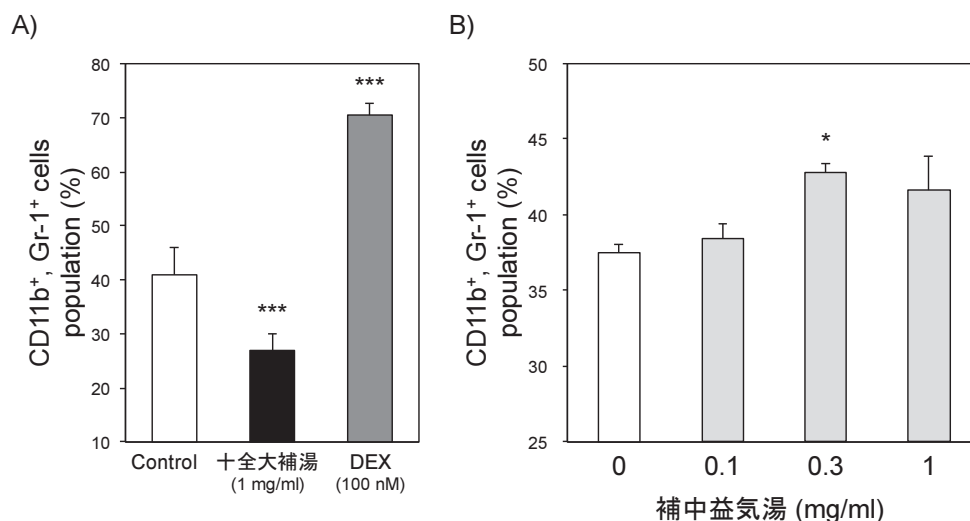 A)
CD11b+, Gr-1+ cells
population (%)
80
70
60
50
40
30
20
10
***
***
Control
十全大補湯
(1 mg/ml)
DEX
(100 nM)
B)
CD11b+, Gr-1+ cells
population (%)
50
45
40
35
30
25
*
0 0.1 0.3 1
補中益気湯 (mg/ml)